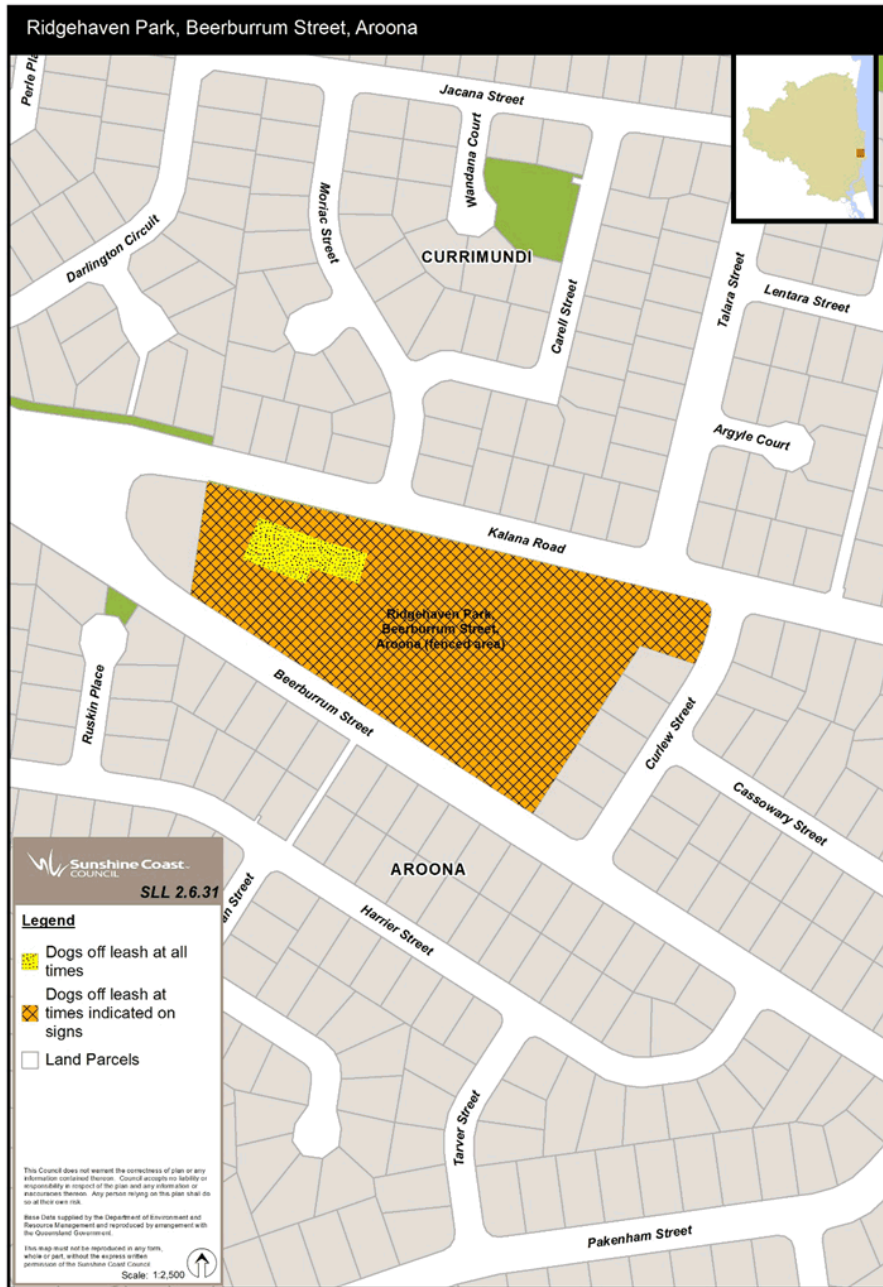 Ridgehaven Park, Beerburrum Street, Aroona
Jacana Street
Wandana Court
Moriac Street
Darlington Circuit
CURRIMUNDI
Carell Street
Talara Street
Lentara Street
Argyle Court
Kalana Road
Ridgehaven Park,
Beerburrum Street,
Aroona (fenced area)
Ruskin Place
Beerburrum Street
Curlew Street
Cassowary Street
AROONA
Harrier Street
Tarver Street
Pakenham Street
Sunshine Coast
COUNCIL
SLL 2.6.31
Legend
Dogs off leash at all
times
Dogs off leash at
times indicated on
signs
Land Parcels
This Council does not warrant the correctness of plan or any
information contained thereon. Council accepts no liability or
responsibility in respect of the plan and any information or
inaccuracies thereon. Any person relying on this plan shall do
so at their own risk.
Base Data supplied by the Department of Environment and
Resource Management and reproduced by arrangement with
the Queensland Government.
This map must not be reproduced in any form,
whole or part, without the express written
permission of the Sunshine Coast Council
Scale: 1:2,500